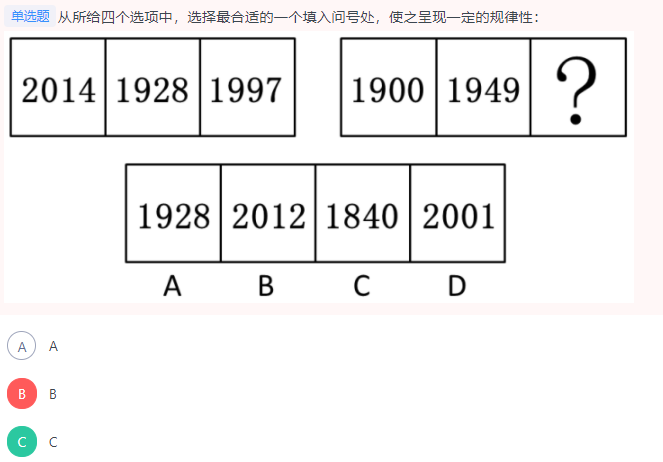 单选题 从所给四个选项中，选择最合适的一个填入问号处，使之呈现一定的规律性：
2014 1928 1997 1900 1949 ?
1928 2012 1840 2001
A B C D
A A
B B
C C